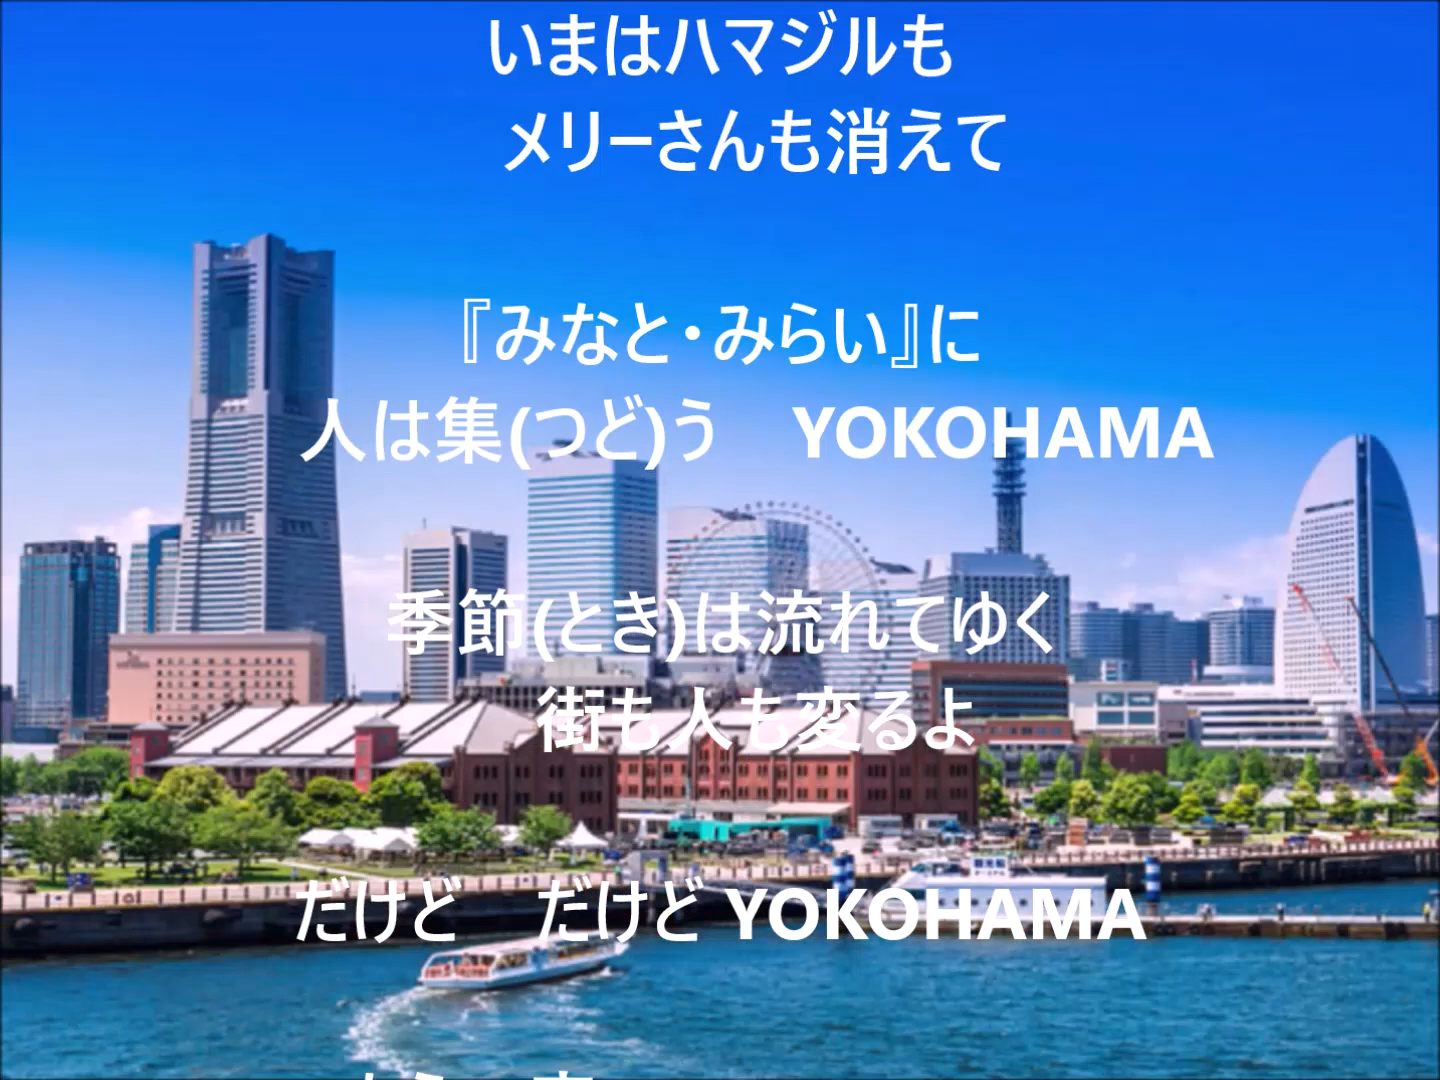 いまはハマジルも
メリーさんも消えて
『みなと・みらい』に
人は集(つど)う　YOKOHAMA
季節(とき)は流れてゆく
街も人も変るよ
だけど　だけど YOKOHAMA